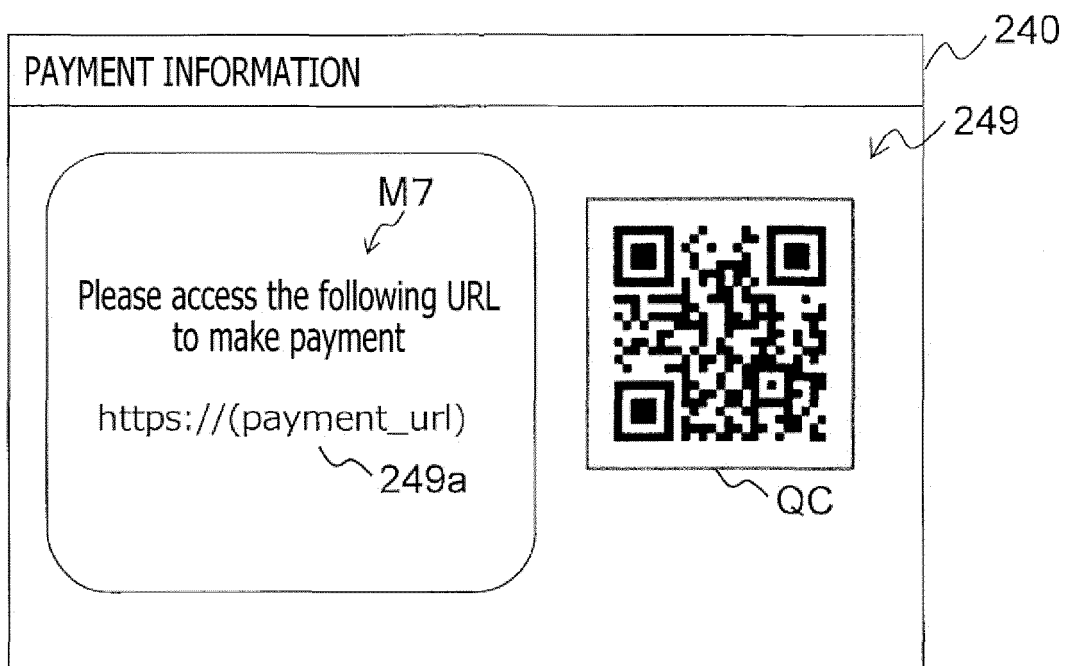 240
PAYMENT INFORMATION
249
M7
Please access the following URL
to make payment
https://(payment_url)
249a
QC